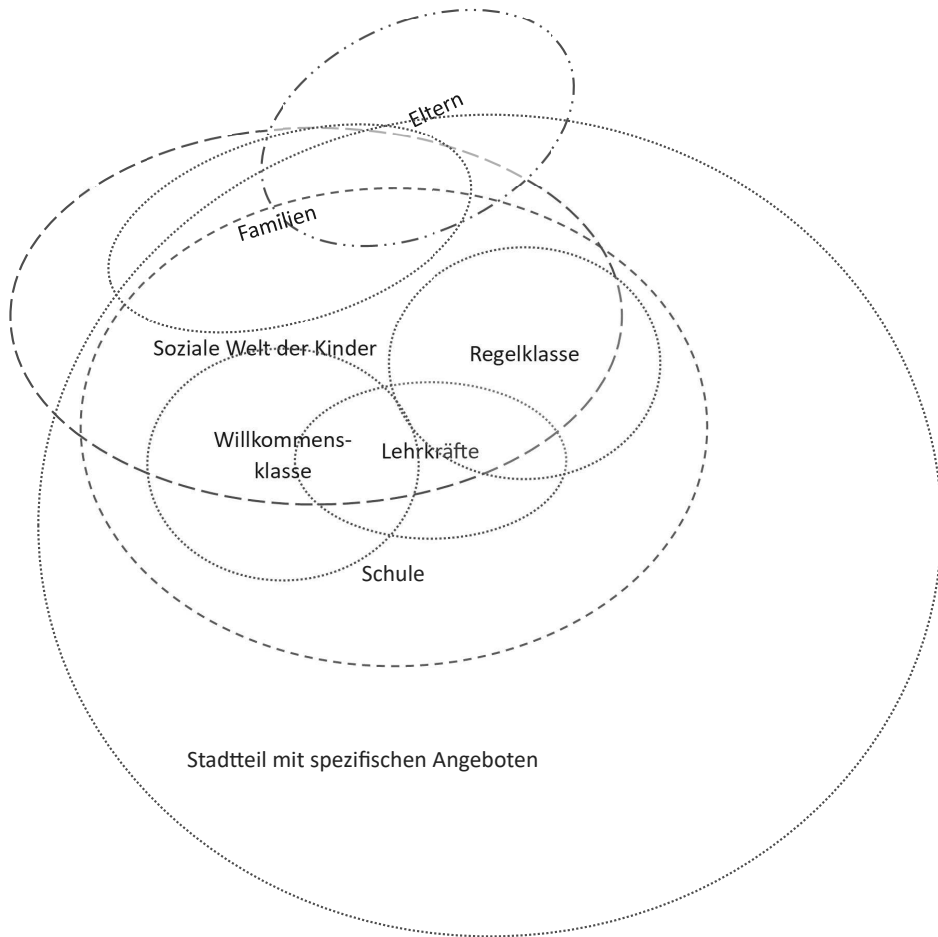 Eltern
Familien
Soziale Welt der Kinder
Regelklasse
Willkommens-
klasse
Lehrkräfte
Schule
Stadtteil mit spezifischen Angeboten